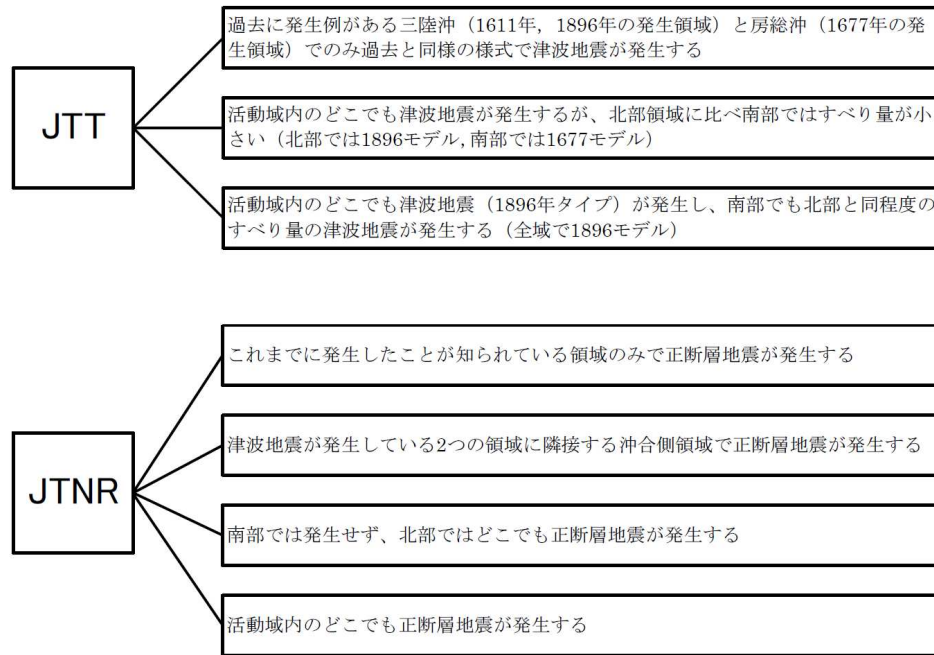 JTT
過去に発生例がある三陸沖（1611年，1896年の発生領域）と房総沖（1677年の発
生領域）でのみ過去と同様の様式で津波地震が発生する
活動域内のどこでも津波地震が発生するが、北部領域に比べ南部ではすべり量が小
さい（北部では1896モデル,南部では1677モデル）
活動域内のどこでも津波地震（1896年タイプ）が発生し、南部でも北部と同程度の
すべり量の津波地震が発生する（全域で1896モデル）
JTNR
これまでに発生したことが知られている領域のみで正断層地震が発生する
津波地震が発生している2つの領域に隣接する沖合側領域で正断層地震が発生する
南部では発生せず、北部ではどこでも正断層地震が発生する
活動域内のどこでも正断層地震が発生する